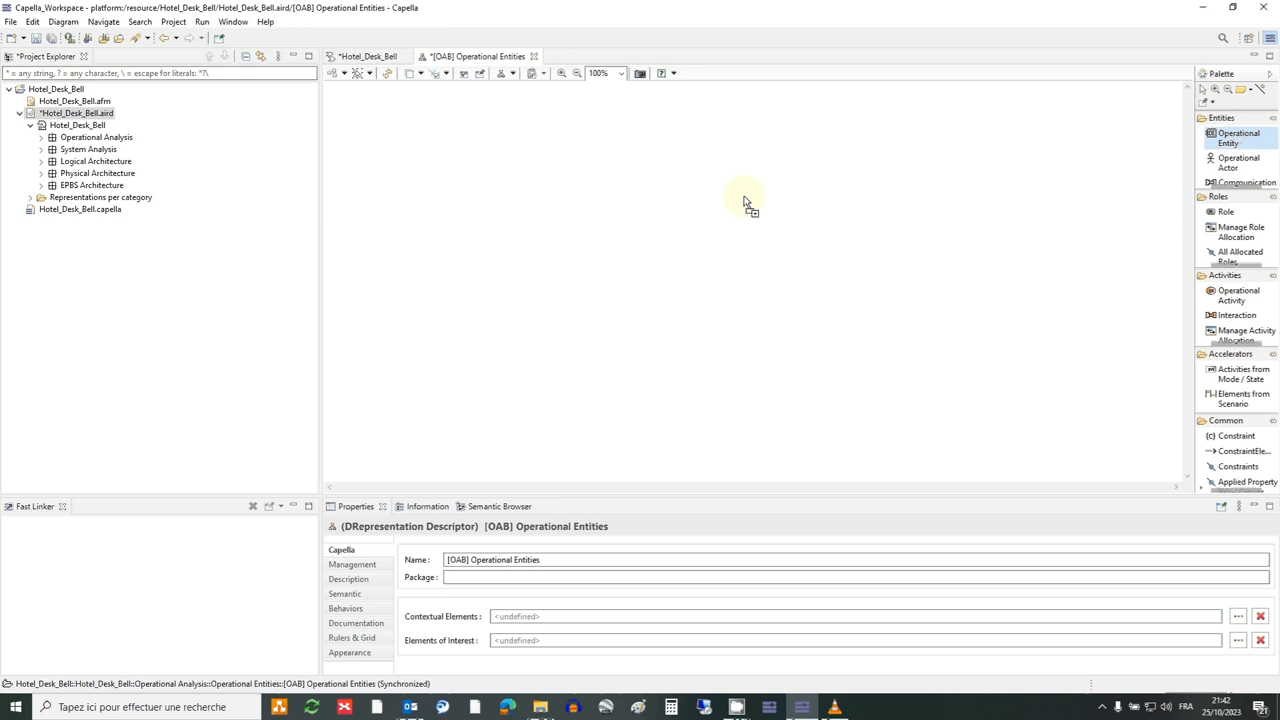 Capella_Workspace - platform:/resource/Hotel_Desk_Bell/Hotel_Desk_Bell.aird/[OAB] Operational Entities - Capella
File Edit Diagram Navigate Search Project Run Window Help
*Project Explorer
*Hotel_Desk_Bell
*[OAB] Operational Entities
* = any string, ? = any character, \ = escape for literals: *?\
100%
Palette
Hotel_Desk_Bell
Hotel_Desk_Bell.afm
*Hotel_Desk_Bell.aird
Hotel_Desk_Bell
Operational Analysis
System Analysis
Logical Architecture
Physical Architecture
EPBS Architecture
Representations per category
Hotel_Desk_Bell.capella
Entities
Operational
Entity
Operational
Actor
Communication
Roles
Role
Manage Role
Allocation
All Allocated
Roles
Activities
Operational
Activity
Interaction
Manage Activity
Allocation
Accelerators
Activities from
Mode / State
Elements from
Scenario
Common
Constraint
ConstraintEle...
Constraints
Applied Property
Fast Linker
Properties
Information
Semantic Browser
(DRepresentation Descriptor) [OAB] Operational Entities
Capella
Management
Description
Semantic
Behaviors
Documentation
Rulers & Grid
Appearance
Name : [OAB] Operational Entities
Package :
Contextual Elements : <undefined>
Elements of Interest : <undefined>
Hotel_Desk_Bell::Hotel_Desk_Bell::Operational Analysis::Operational Entities::[OAB] Operational Entities (Synchronized)
Tapez ici pour effectuer une recherche
FRA
21:42
25/10/2023